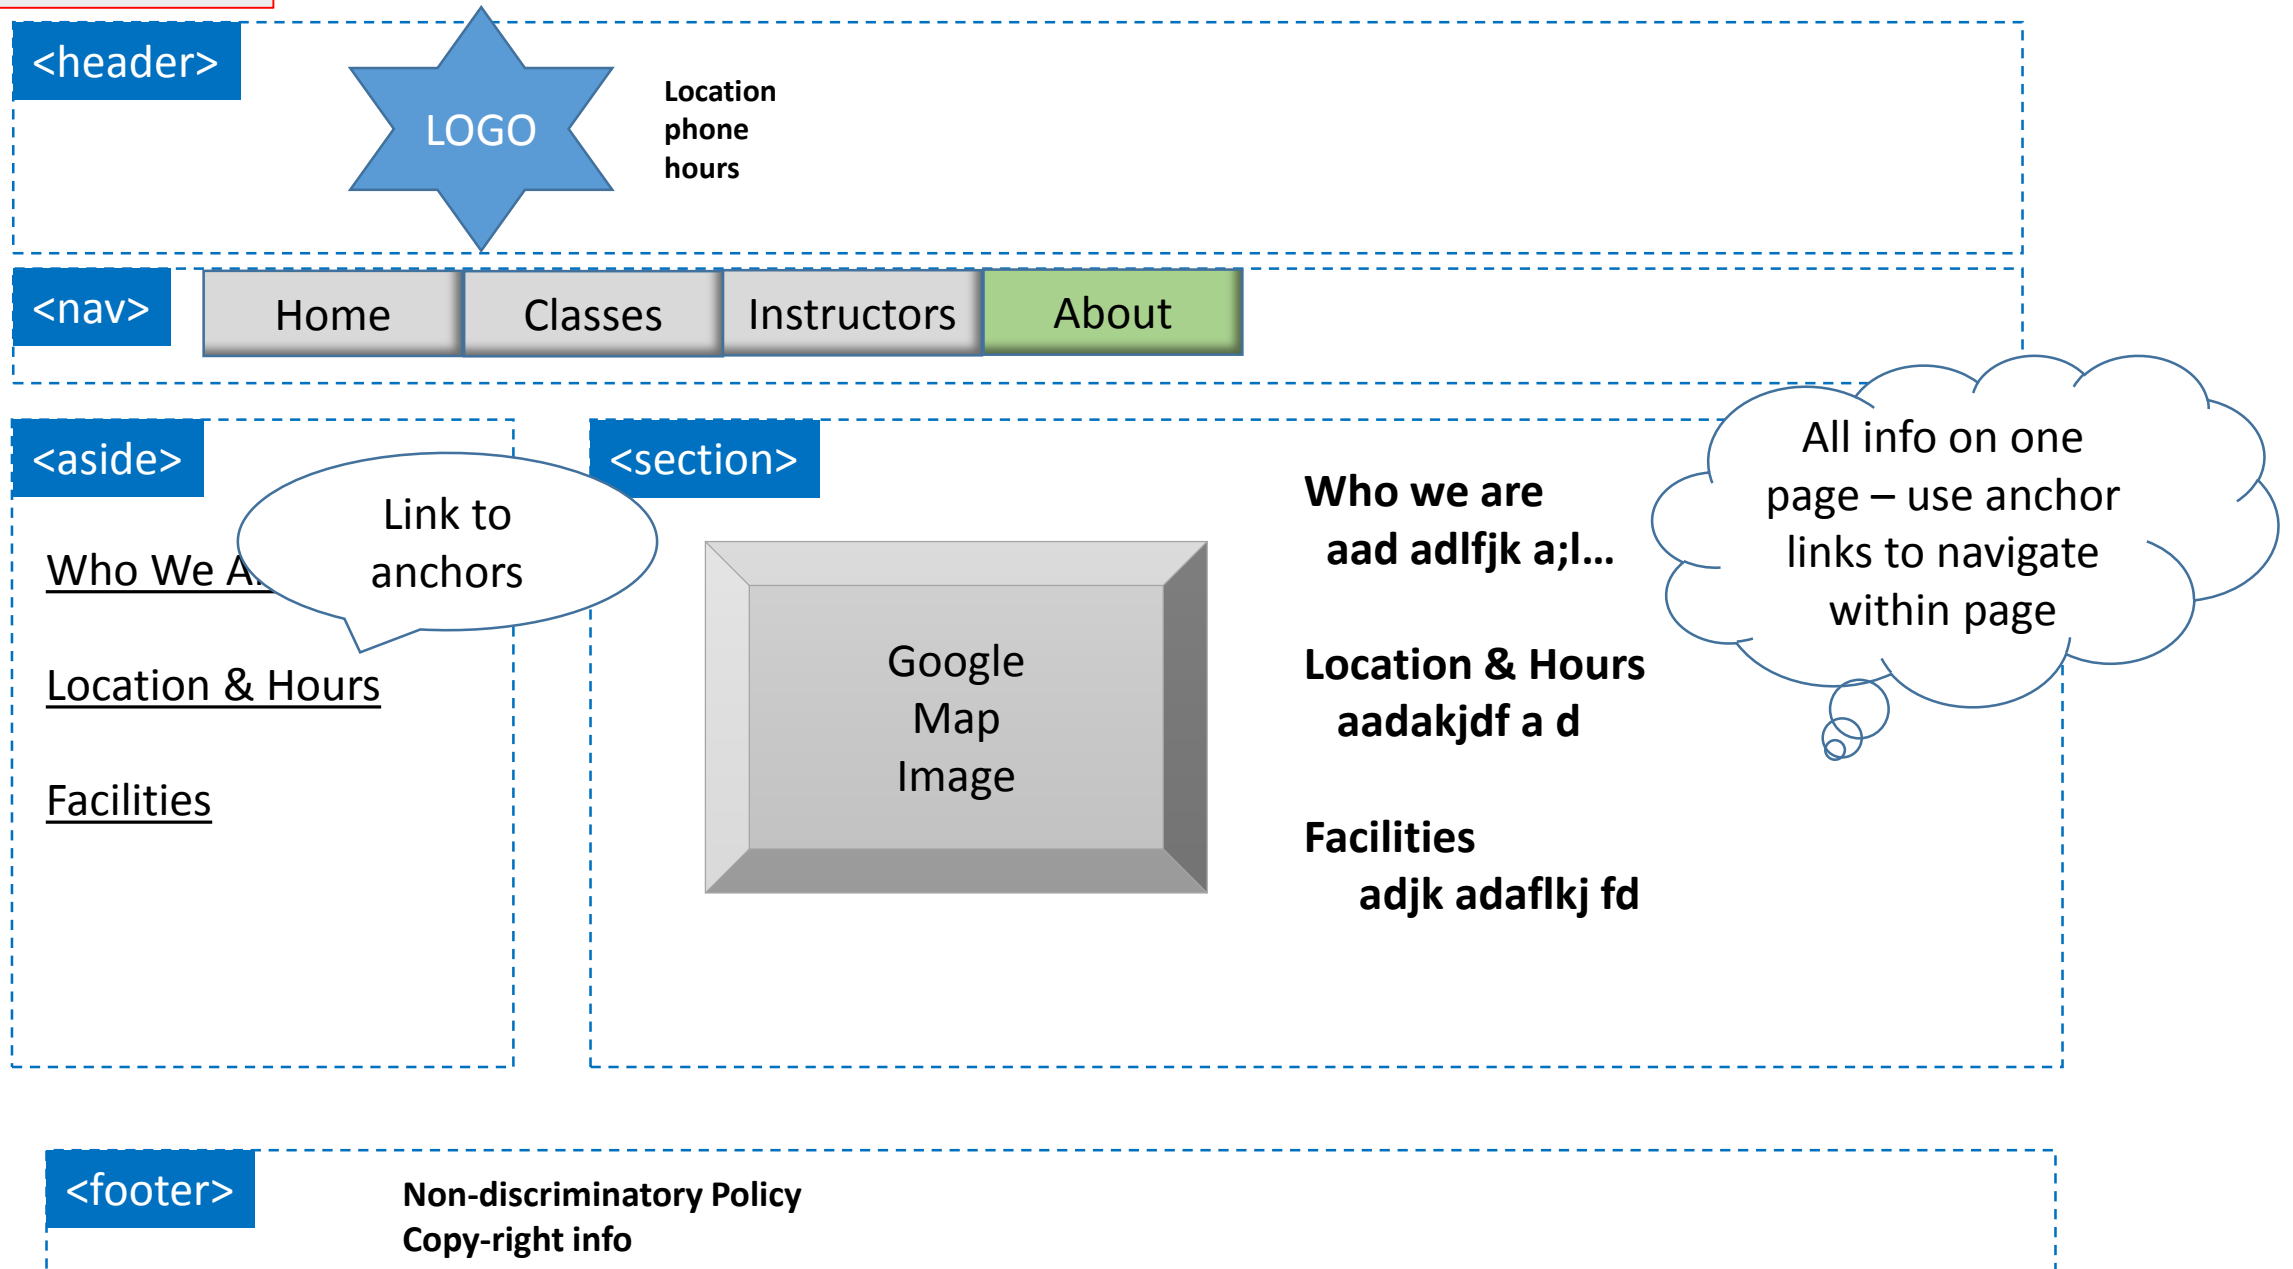 <header>
LOGO
Location
phone
hours
<nav>
Home
Classes
Instructors
About
<aside>
Link to
anchors
Who We
Location & Hours
Facilities
<section>
Google
Map
Image
Who we are
aad adlfjk a;l...
Location & Hours
aadakjdf a d
Facilities
adjk adaflkj fd
All info on one
page – use anchor
links to navigate
within page
<footer>
Non-discriminatory Policy
Copy-right info